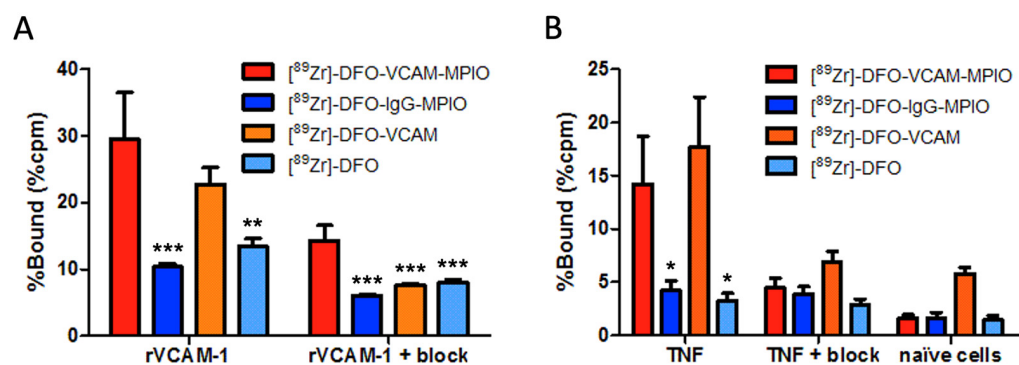 A
%Bound (%cpm)
40
30
20
10
0
[⁸⁹Zr]-DFO-VCAM-MPIO
[⁸⁹Zr]-DFO-IgG-MPIO
[⁸⁹Zr]-DFO-VCAM
[⁸⁹Zr]-DFO
***
**
***
***
***
rVCAM-1
rVCAM-1 + block
B
%Bound (%cpm)
25
20
15
10
5
0
[⁸⁹Zr]-DFO-VCAM-MPIO
[⁸⁹Zr]-DFO-IgG-MPIO
[⁸⁹Zr]-DFO-VCAM
[⁸⁹Zr]-DFO
*
*
TNF
TNF + block
naïve cells